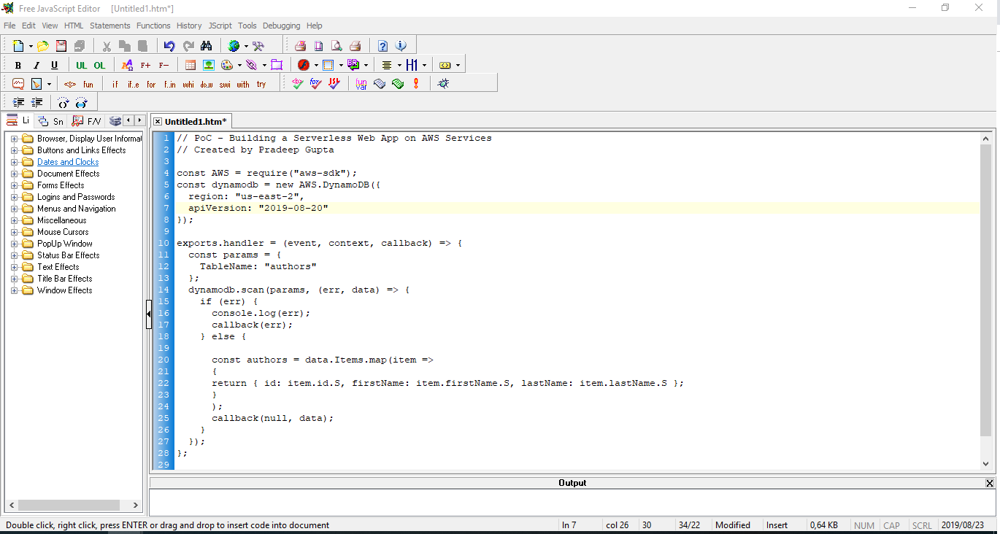 Free JavaScript Editor [Untitled1.htm*]
File Edit View HTML Statements Functions History JScript Tools Debugging Help
B I U UL OL F+ F- BR H1
<S> fun if if..e for f..in whi do.w swi with try <b> for JS! fun var
Li Sn F/V
Untitled1.htm*
Browser, Display User Informat
Buttons and Links Effects
Dates and Clocks
Document Effects
Forms Effects
Logins and Passwords
Menus and Navigation
Miscellaneous
Mouse Cursors
PopUp Window
Status Bar Effects
Text Effects
Title Bar Effects
Window Effects
1 // PoC - Building a Serverless Web App on AWS Services
2 // Created by Pradeep Gupta
3
4 const AWS = require("aws-sdk");
5 const dynamodb = new AWS.DynamoDB({
6 region: "us-east-2",
7 apiVersion: "2019-08-20"
8 });
9
10 exports.handler = (event, context, callback) => {
11 const params = {
12 TableName: "authors"
13 };
14 dynamodb.scan(params, (err, data) => {
15 if (err) {
16 console.log(err);
17 callback(err);
18 } else {
19
20 const authors = data.Items.map(item =>
21 {
22 return { id: item.id.S, firstName: item.firstName.S, lastName: item.lastName.S };
23 }
24 );
25 callback(null, data);
26 }
27 });
28 };
29
Output
Double click, right click, press ENTER or drag and drop to insert code into document ln 7 col 26 30 34/22 Modified Insert 0,64 KB NUM CAP SCRL 2019/08/23